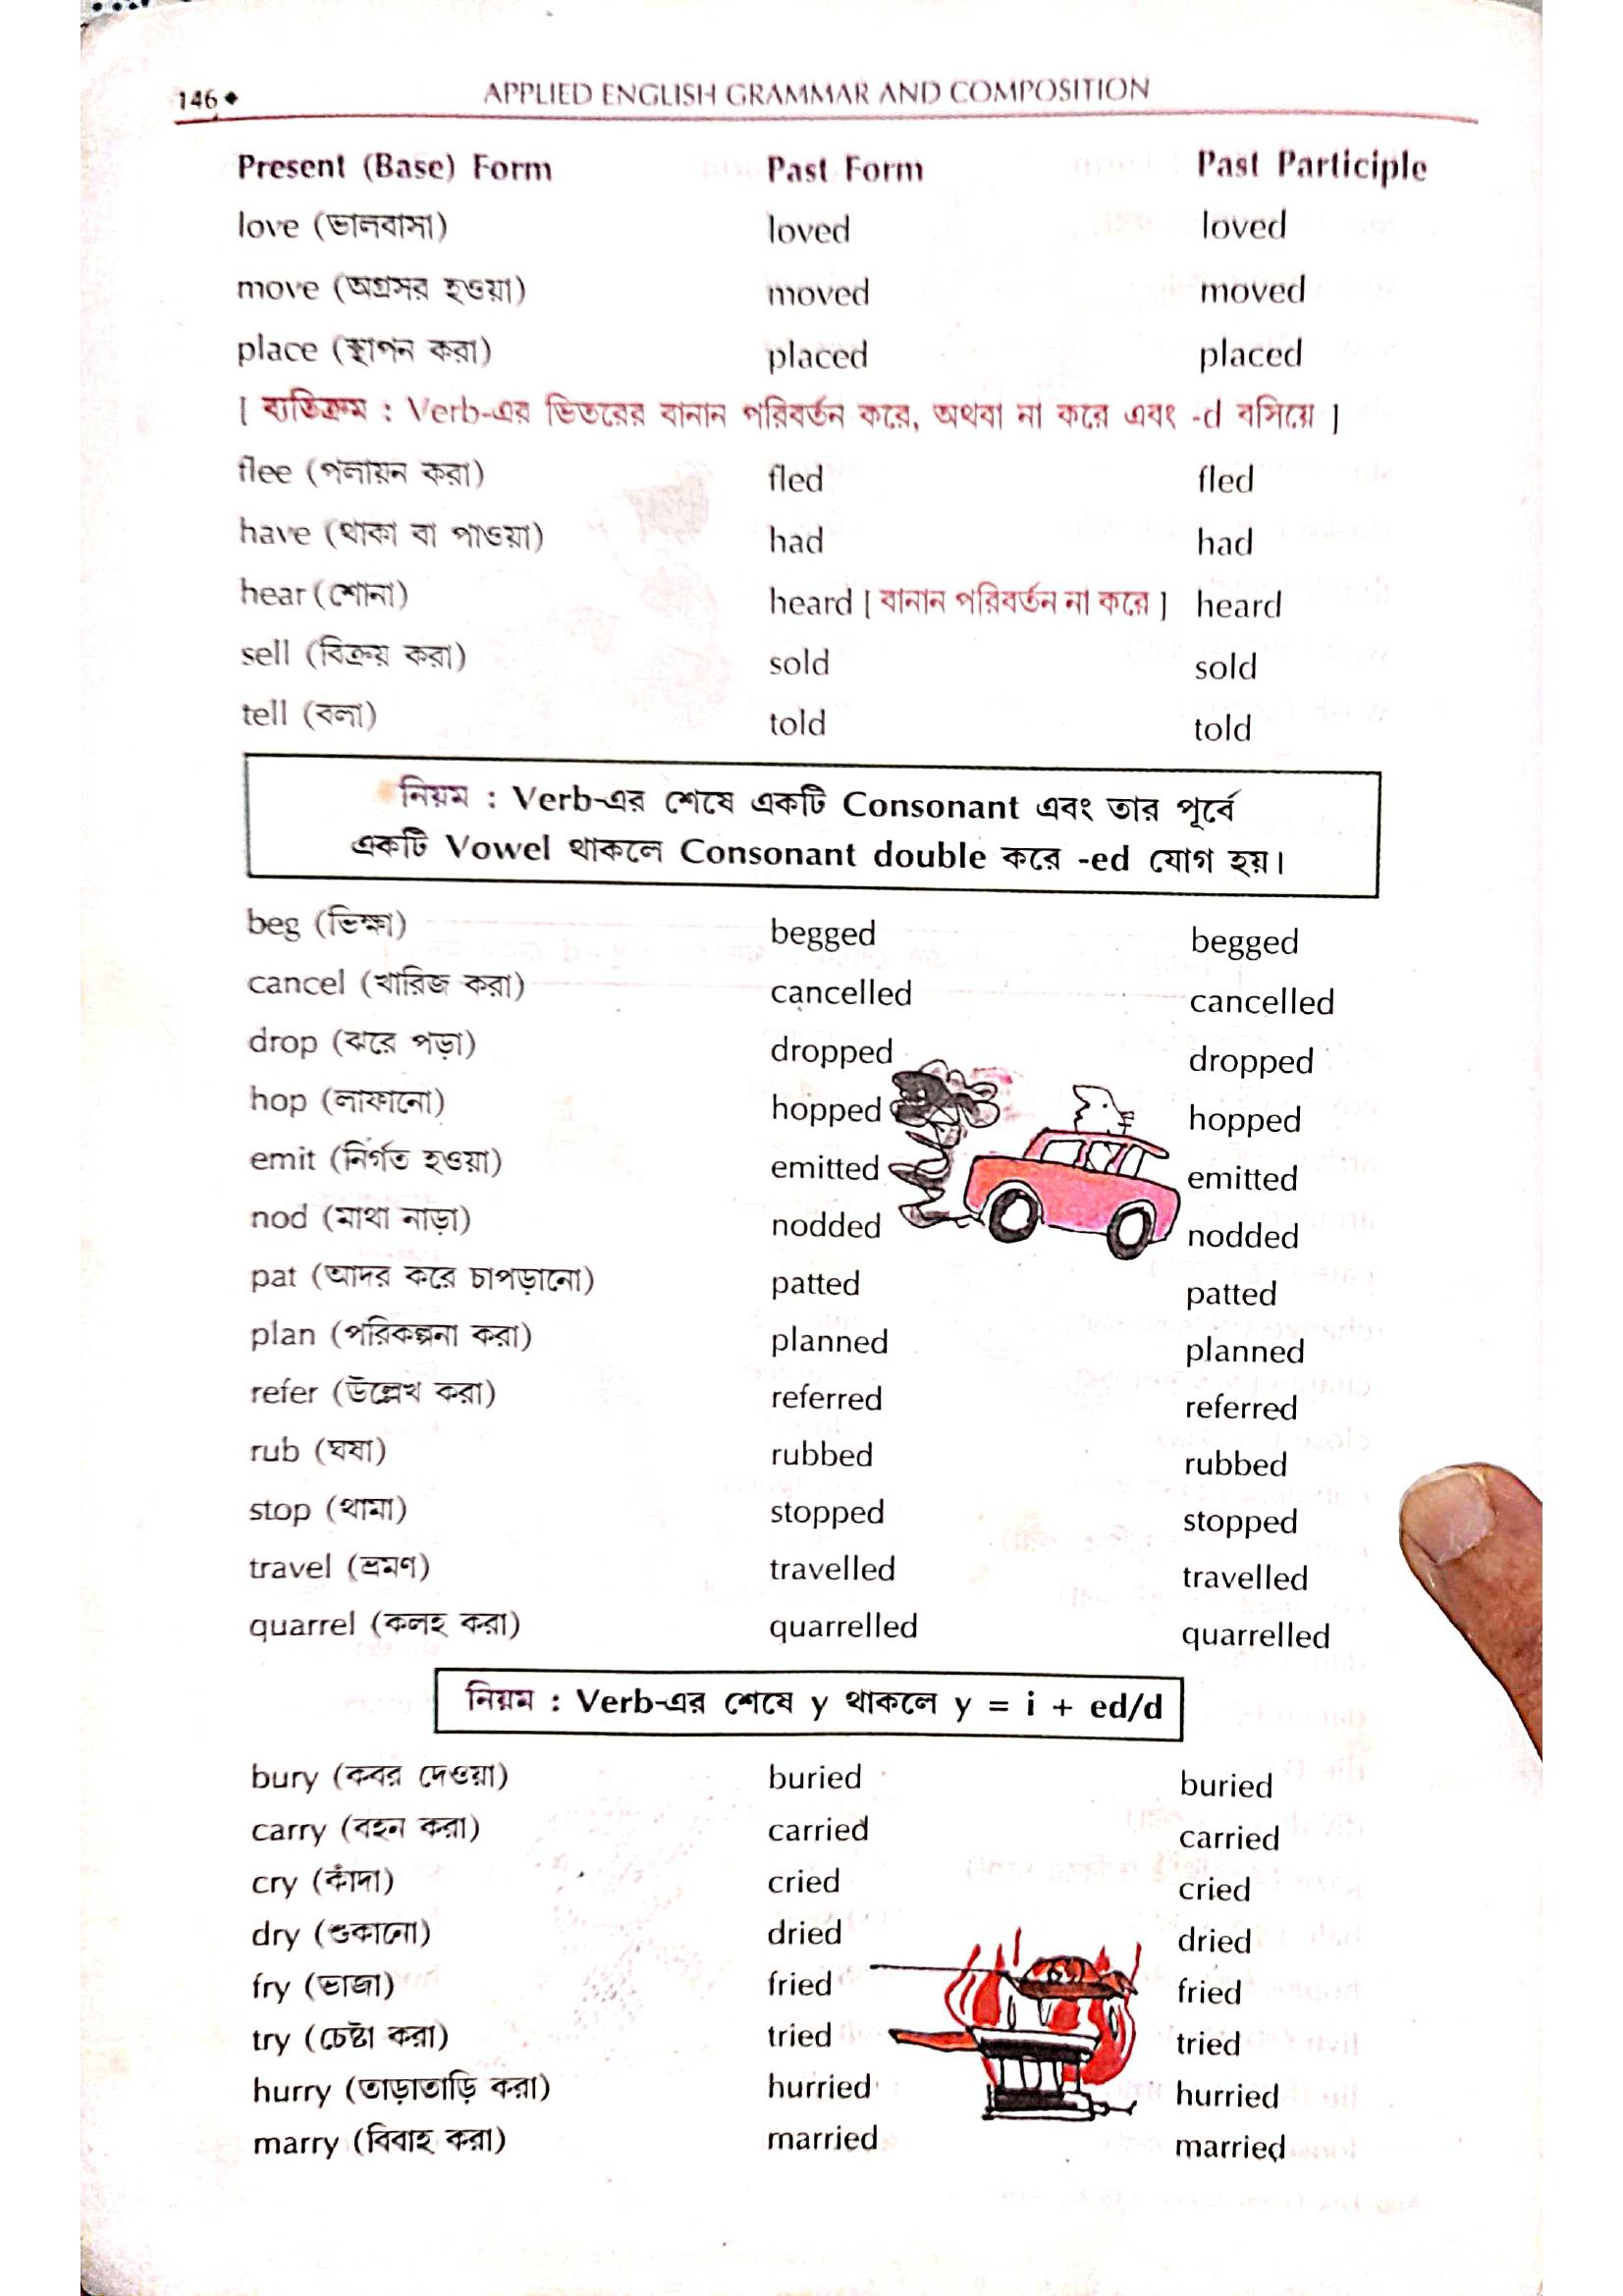 146◆ APPLIED ENGLISH GRAMMAR AND COMPOSITION
Present (Base) Form Past Form Past Participle
love (ভালবাসা) loved loved
move (অগ্রসর হওয়া) moved moved
place (স্থাপন করা) placed placed
[ ব্যতিক্রম : Verb-এর ভিতরের বানান পরিবর্তন করে, অথবা না করে এবং -d বসিয়ে ]
flee (পলায়ন করা) fled fled
have (থাকা বা পাওয়া) had had
hear (শোনা) heard [ বানান পরিবর্তন না করে ] heard
sell (বিক্রয় করা) sold sold
tell (বলা) told told
নিয়ম : Verb-এর শেষে একটি Consonant এবং তার পূর্বে
একটি Vowel থাকলে Consonant double করে -ed যোগ হয়।
beg (ভিক্ষা) begged begged
cancel (খারিজ করা) cancelled cancelled
drop (ঝরে পড়া) dropped dropped
hop (লাফানো) hopped hopped
emit (নির্গত হওয়া) emitted emitted
nod (মাথা নাড়া) nodded nodded
pat (আদর করে চাপড়ানো) patted patted
plan (পরিকল্পনা করা) planned planned
refer (উল্লেখ করা) referred referred
rub (ঘষা) rubbed rubbed
stop (থামা) stopped stopped
travel (ভ্রমণ) travelled travelled
quarrel (কলহ করা) quarrelled quarrelled
নিয়ম : Verb-এর শেষে y থাকলে y = i + ed/d
bury (কবর দেওয়া) buried buried
carry (বহন করা) carried carried
cry (কাঁদা) cried cried
dry (শুকানো) dried dried
fry (ভাজা) fried fried
try (চেষ্টা করা) tried tried
hurry (তাড়াতাড়ি করা) hurried hurried
marry (বিবাহ করা) married married